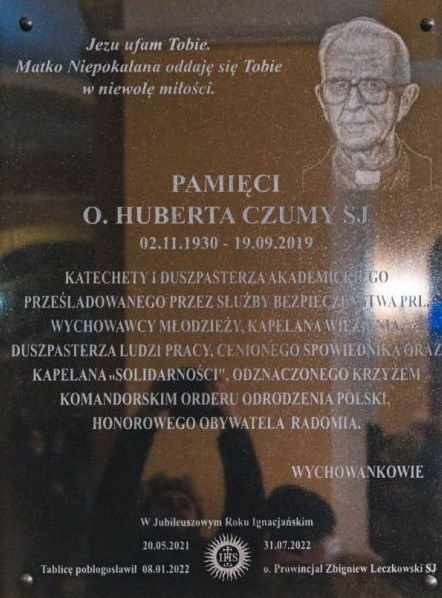 Jezu ufam Tobie.
Matko Niepokalana oddaję się Tobie
w niewolę miłości.
PAMIĘCI
O. HUBERTA CZUMY SJ
02.11.1930 - 19.09.2019
KATECHETY I DUSZPASTERZA AKADEMICKIEGO
PRZEŚLADOWANEGO PRZEZ SŁUŻBY BEZPIECZEŃSTWA PRL,
WYCHOWAWCY MŁODZIEŻY, KAPELANA WIĘZIENIA,
DUSZPASTERZA LUDZI PRACY, CENIONEGO SPOWIEDNIKA ORAZ
KAPELANA „SOLIDARNOŚCI", ODZNACZONEGO KRZYŻEM
KOMANDORSKIM ORDERU ODRODZENIA POLSKI,
HONOROWEGO OBYWATELA RADOMIA.
WYCHOWANKOWIE
W Jubileuszowym Roku Ignacjańskim
20.05.2021 31.07.2022
IHS
Tablicę pobłogosławił 08.01.2022 o. Prowincjał Zbigniew Leczkowski SJ